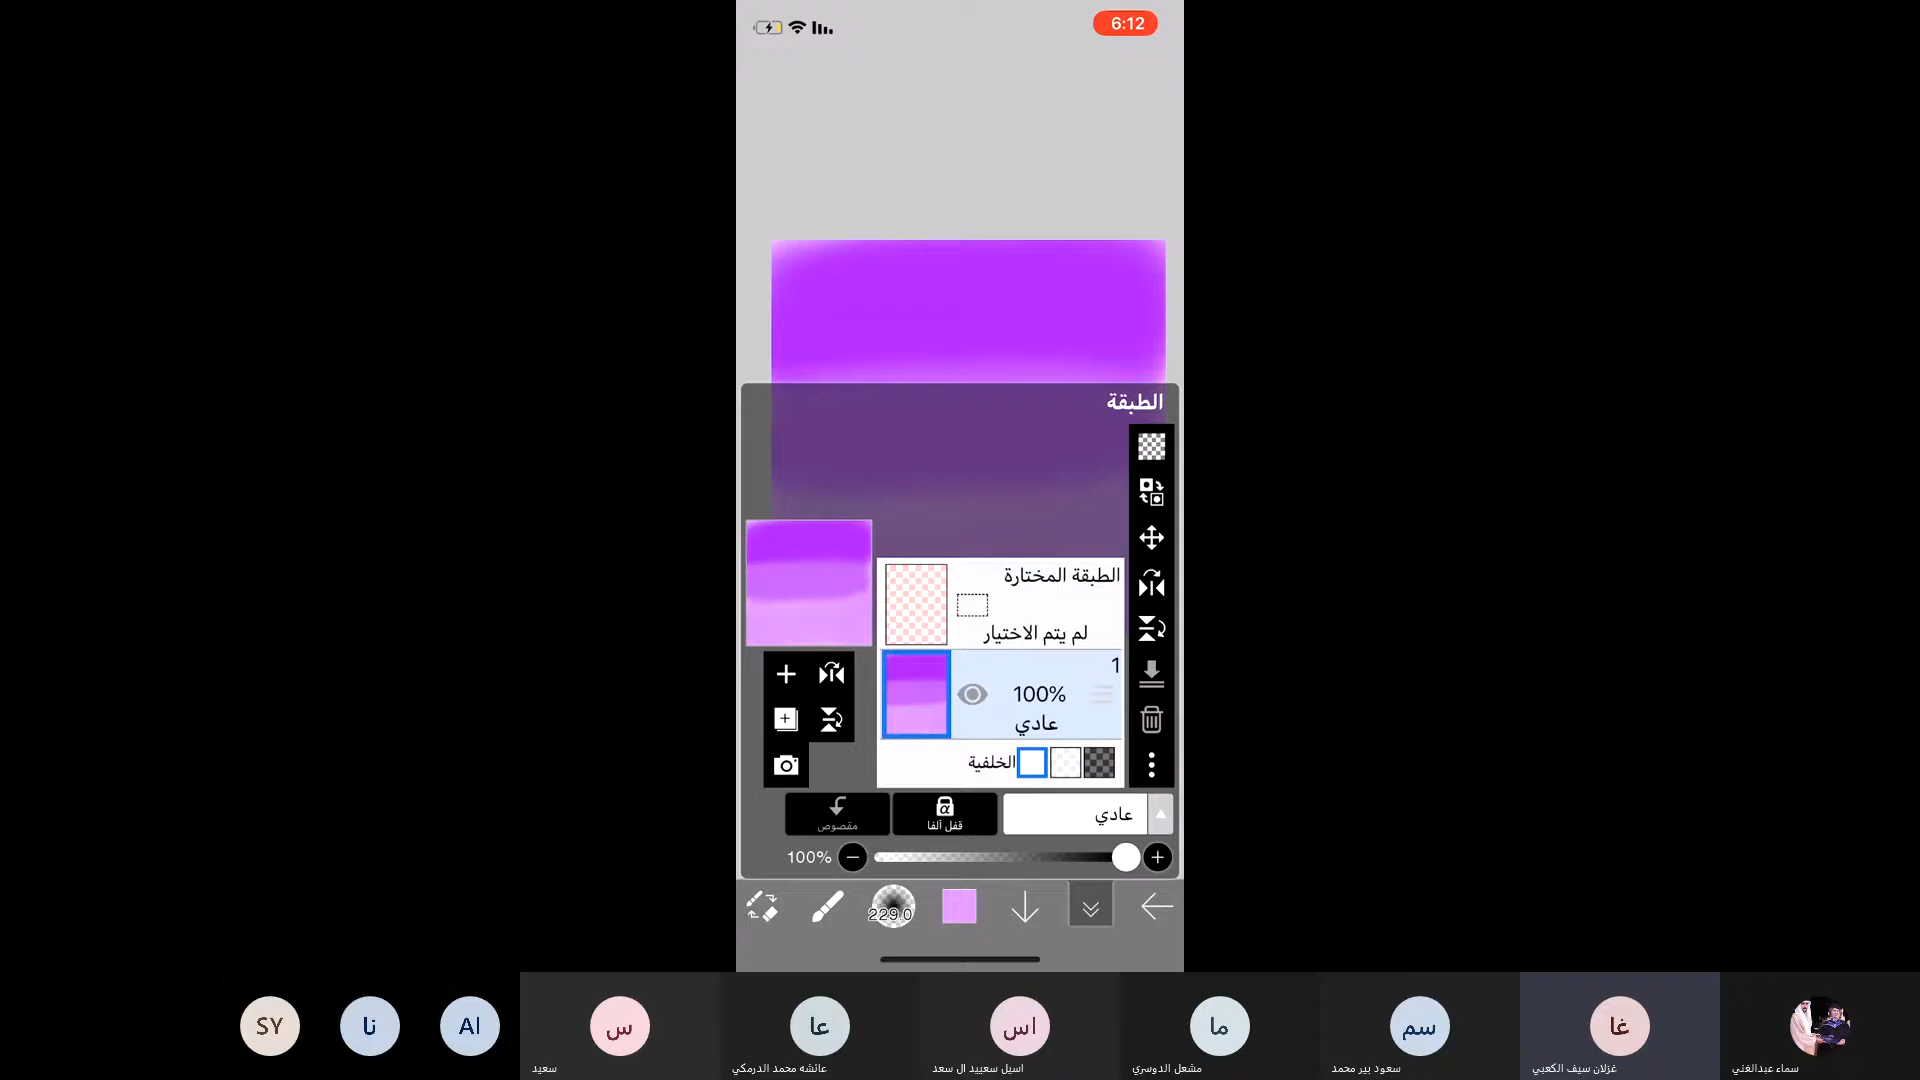 6:12
الطبقة
الطبقة المختارة
لم يتم الاختيار
1
100%
عادي
الخلفية
مقصوص
قفل ألفا
α
عادي
100%
229.0
SY
نا
AI
س
عا
اس
ما
سم
غا
سعيد
عائشه محمد الدرمكي
اسيل سعييد ال سعد
مشعل الدوسري
سعود بير محمد
غزلان سيف الكعبي
سماء عبدالغني